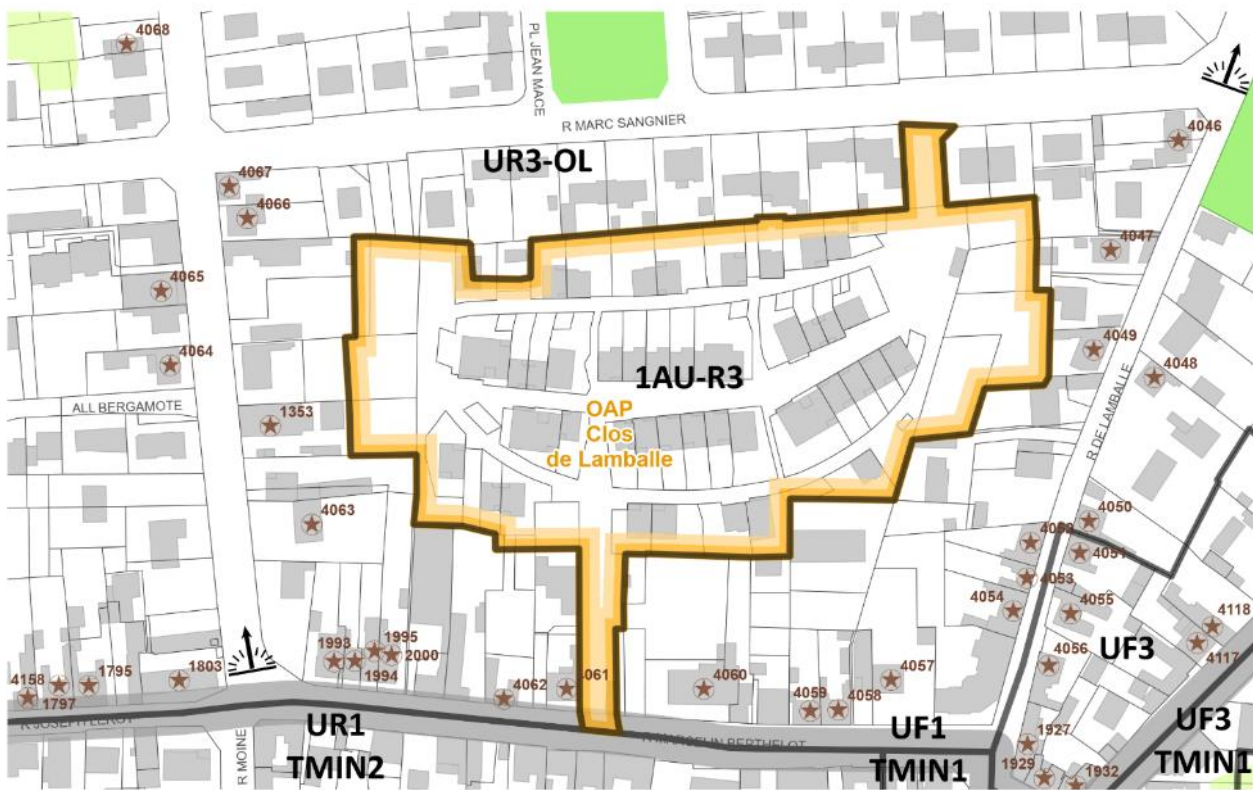 4068
PL JEAN MACE
R MARC SANGNIER
4046
UR3-OL
4067
4066
4047
4065
4049
4048
4064
1AU-R3
ALL BERGAMOTE
OAP
Clos
de Lamballe
1353
R DE LAMBALLE
4063
4050
4052
4051
4053
4054
4055
4118
4117
UF3
4056
1993
1995
1994
2000
4158
1797
1795
1803
4062
4061
4060
4059
4058
4057
R JOSEPH LEROY
R MARCELIN BERTHELOT
UR1
TMIN2
R MOINE
UF1
TMIN1
1927
1929
1932
UF3
TMIN1